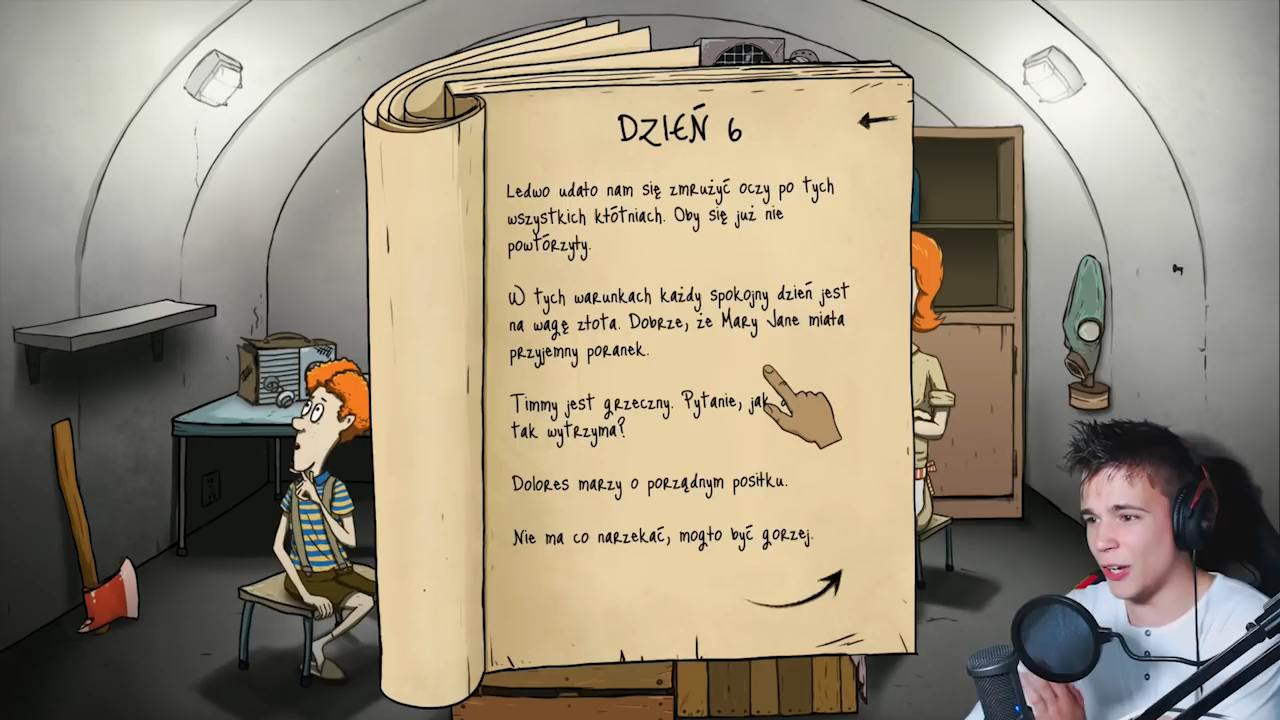 DZIEŃ 6
Ledwo udało nam się zmrużyć oczy po tych
wszystkich kłótniach. Oby się już nie
powtórzyły.
W tych warunkach każdy spokojny dzień jest
na wagę złota. Dobrze, że Mary Jane miała
przyjemny poranek.
Timmy jest grzeczny. Pytanie, jak
tak wytrzyma?
Dolores marzy o porządnym posiłku.
Nie ma co narzekać, mogło być gorzej.